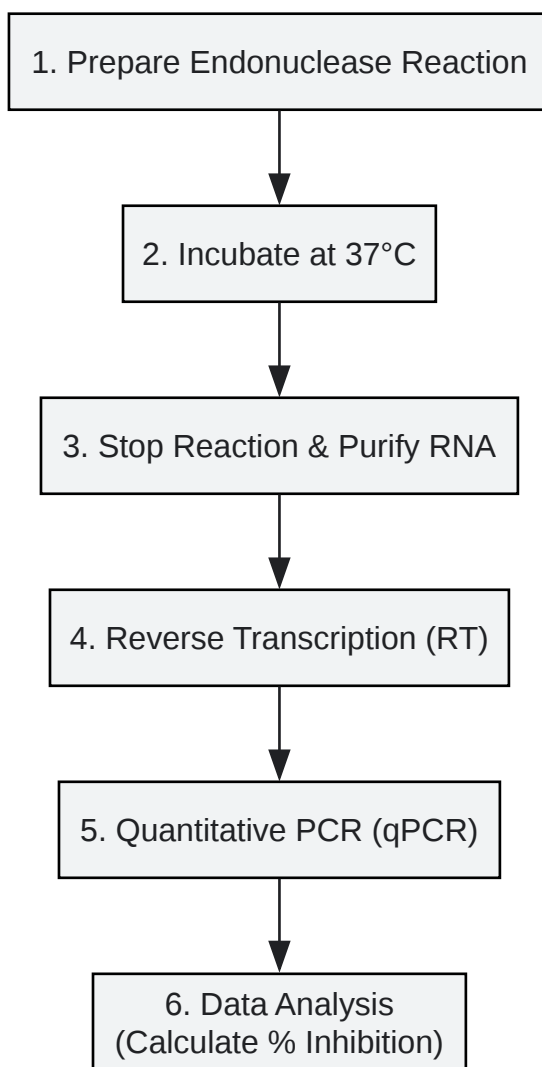 1. Prepare Endonuclease Reaction
2. Incubate at 37°C
3. Stop Reaction & Purify RNA
4. Reverse Transcription (RT)
5. Quantitative PCR (qPCR)
6. Data Analysis
(Calculate % Inhibition)